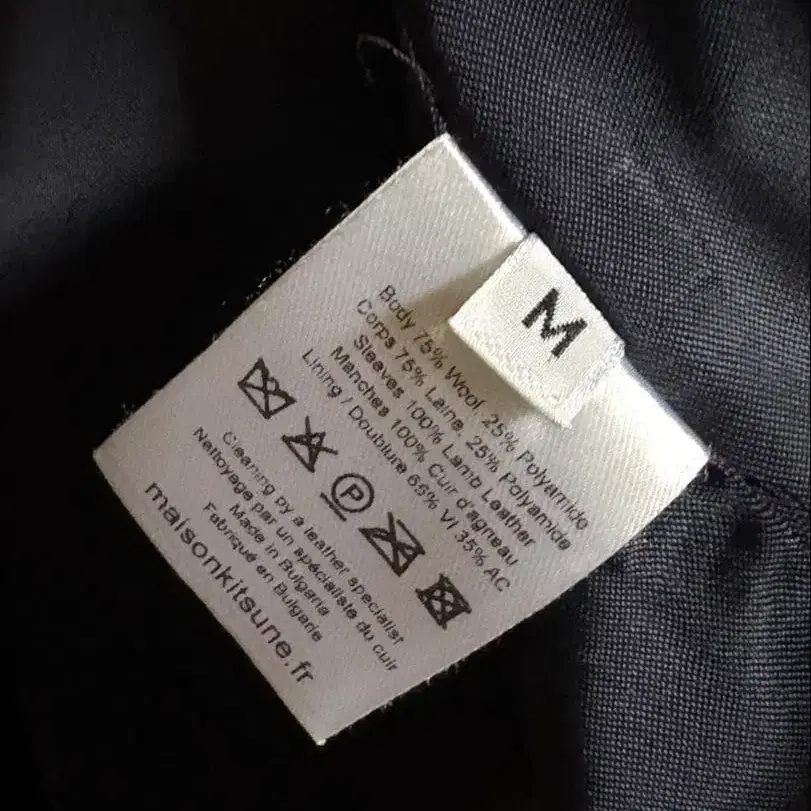 M
Body 75% Wool, 25% Polyamide
Corps 75% Laine, 25% Polyamide
Sleeves 100% Lamb Leather
Manches 100% Cuir d'agneau
Lining / Doublure 65% VI 35% AC
P
Cleaning by a leather specialist
Nettoyage par un spécialiste du cuir
Made in Bulgaria
Fabriqué en Bulgarie
maisonkitsune.fr